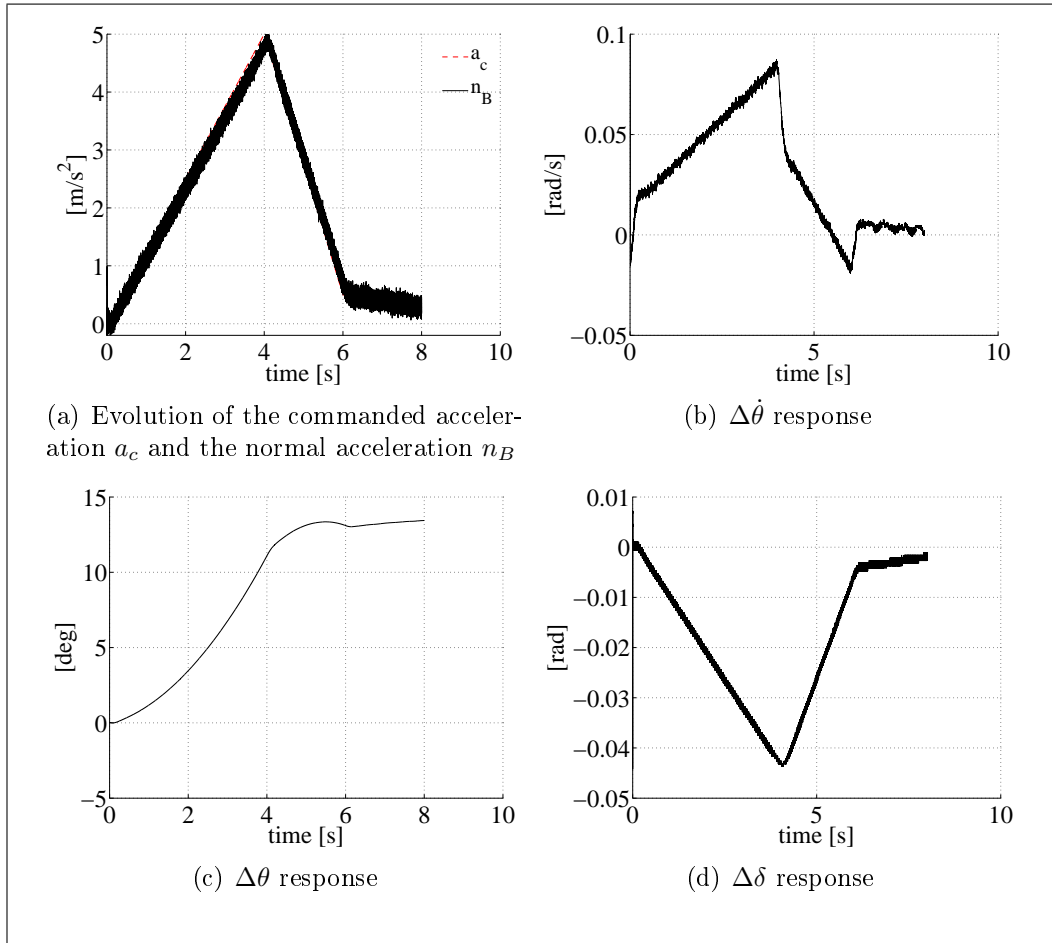 5
4
3
2
1
0
[m/s²]
0 2 4 6 8 10
time [s]
a_c
n_B
(a) Evolution of the commanded acceler-
ation a_c and the normal acceleration n_B
0.1
0.05
0
−0.05
[rad/s]
0 5 10
time [s]
(b) Δθ̇ response
15
10
5
0
−5
[deg]
0 2 4 6 8 10
time [s]
(c) Δθ response
0.01
0
−0.01
−0.02
−0.03
−0.04
−0.05
[rad]
0 5 10
time [s]
(d) Δδ response